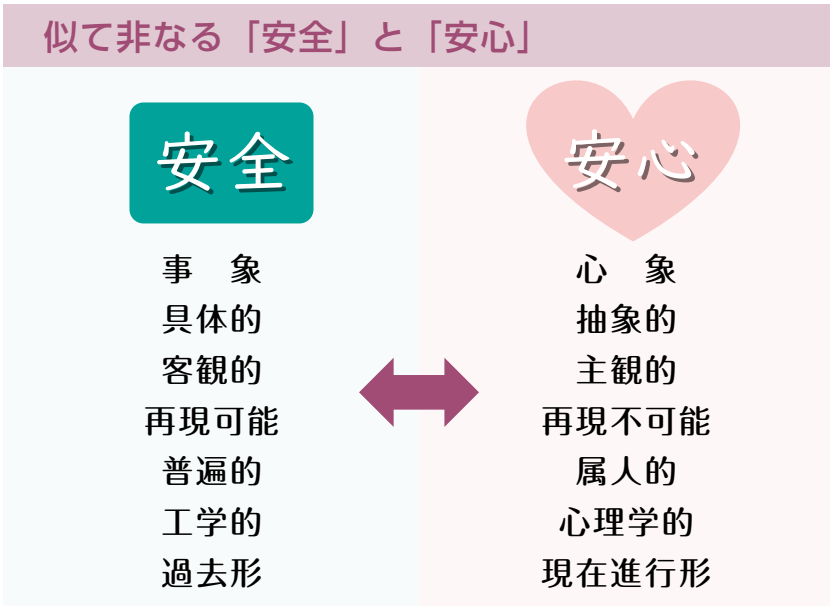 似て非なる「安全」と「安心」
安全
事　象
具体的
客観的
再現可能
普遍的
工学的
過去形
安心
心　象
抽象的
主観的
再現不可能
属人的
心理学的
現在進行形